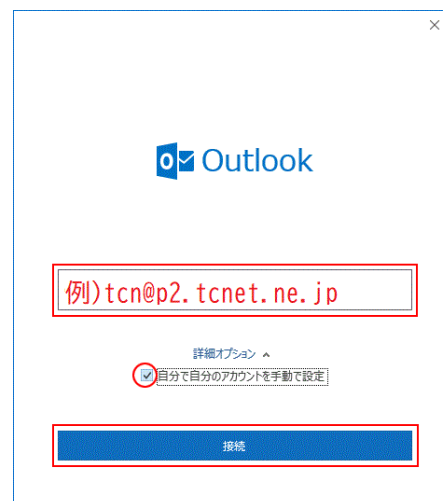 Outlook
例)tcn@p2.tcnet.ne.jp
詳細オプション
自分で自分のアカウントを手動で設定
接続